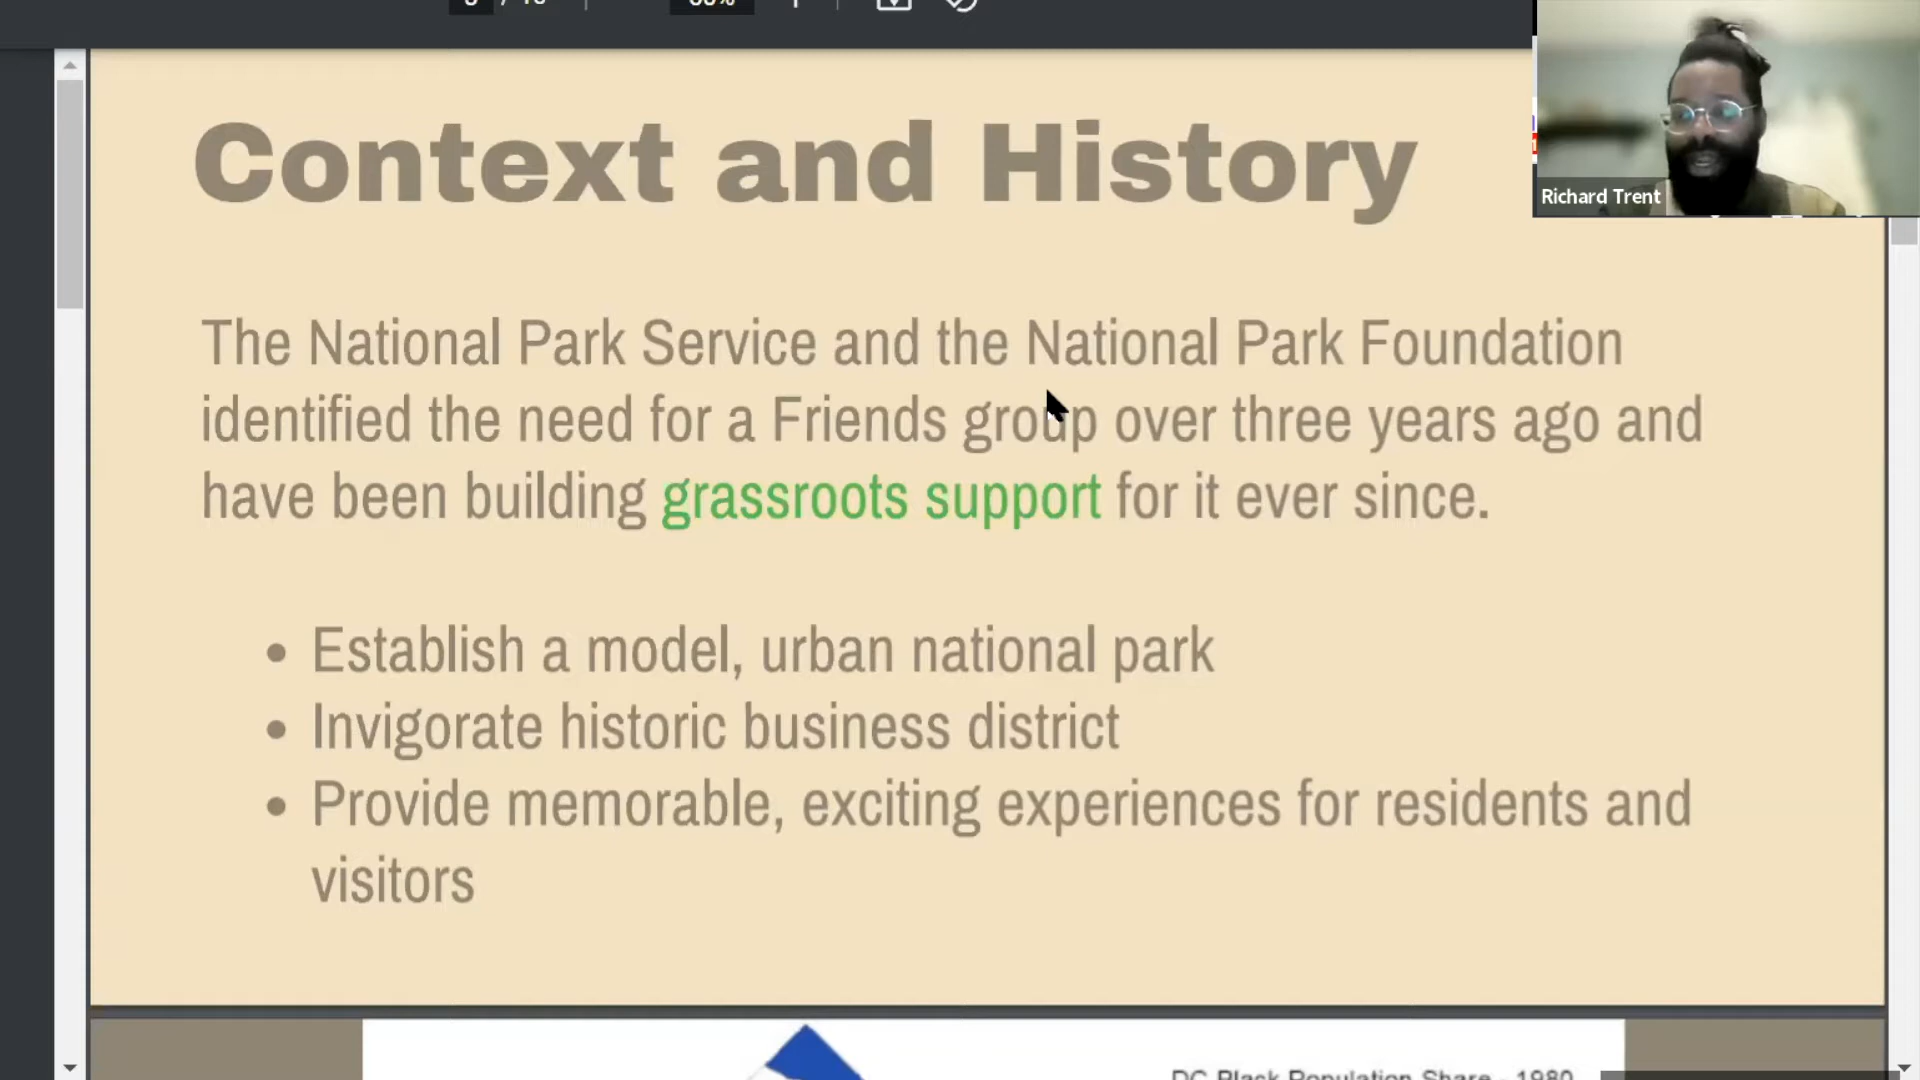 Context and History
Richard Trent
The National Park Service and the National Park Foundation
identified the need for a Friends group over three years ago and
have been building grassroots support for it ever since.
• Establish a model, urban national park
• Invigorate historic business district
• Provide memorable, exciting experiences for residents and
visitors
DC Black Population Share - 1980